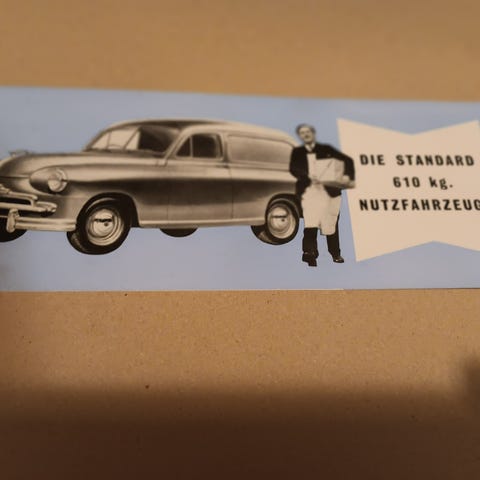 DIE STANDARD
610 kg.
NUTZFAHRZEUG